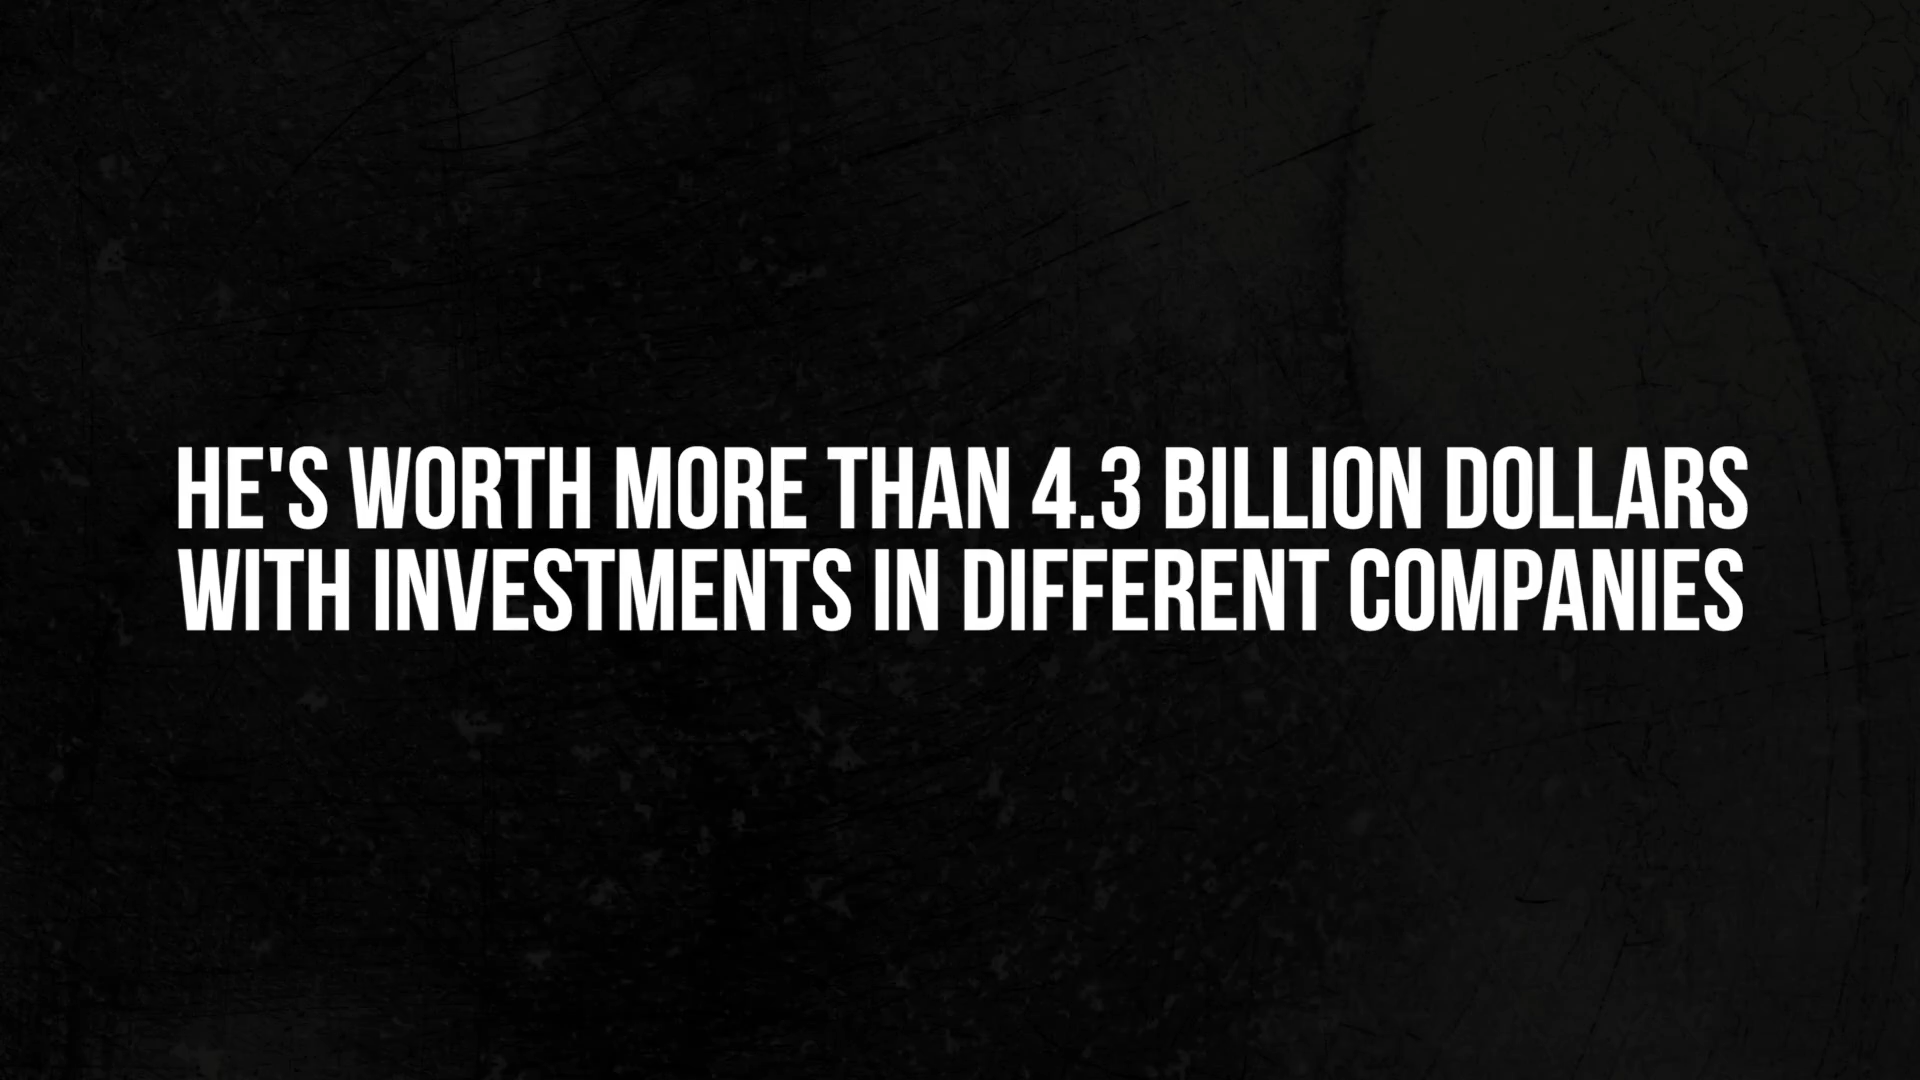 HE'S WORTH MORE THAN 4.3 BILLION DOLLARS
WITH INVESTMENTS IN DIFFERENT COMPANIES